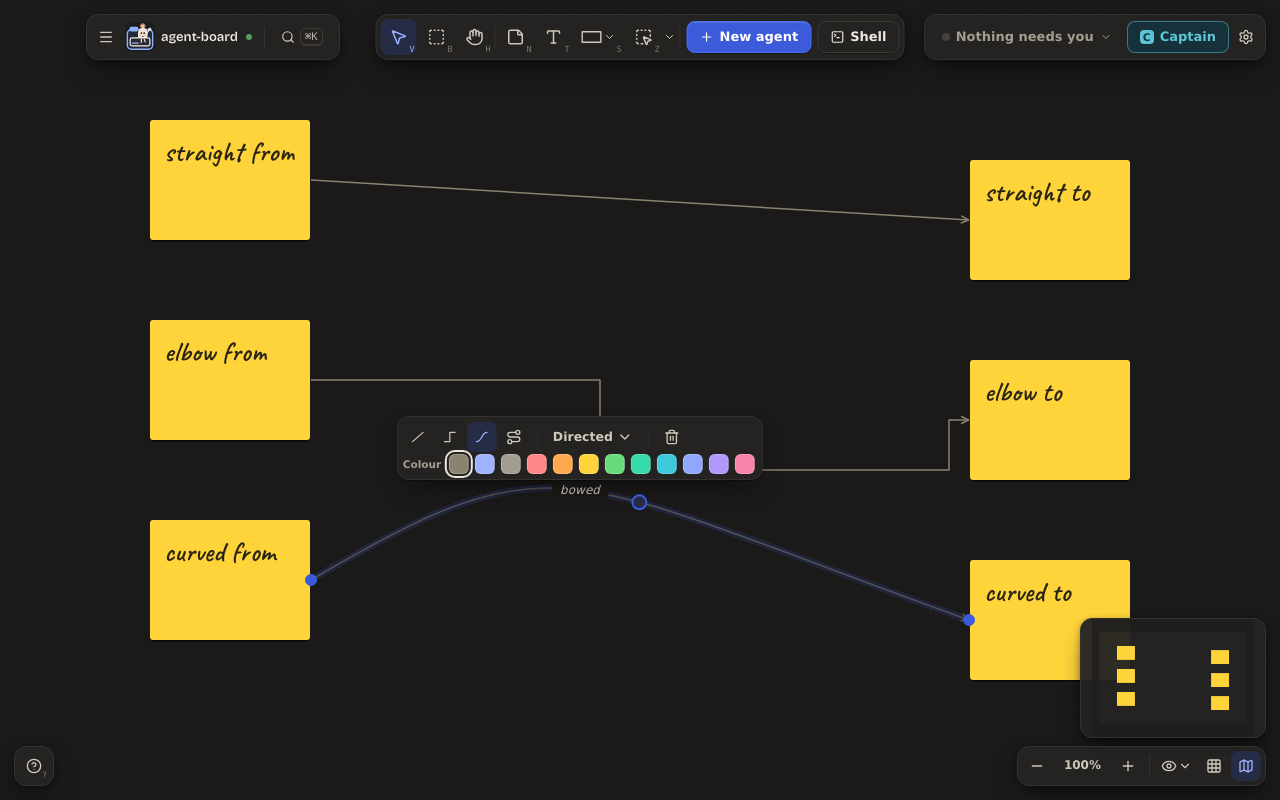 agent-board
⌘K
V
B
H
N
T
S
Z
New agent
Shell
Nothing needs you
C
Captain
straight from
straight to
elbow from
elbow to
Directed
Colour
bowed
curved from
curved to
?
100%